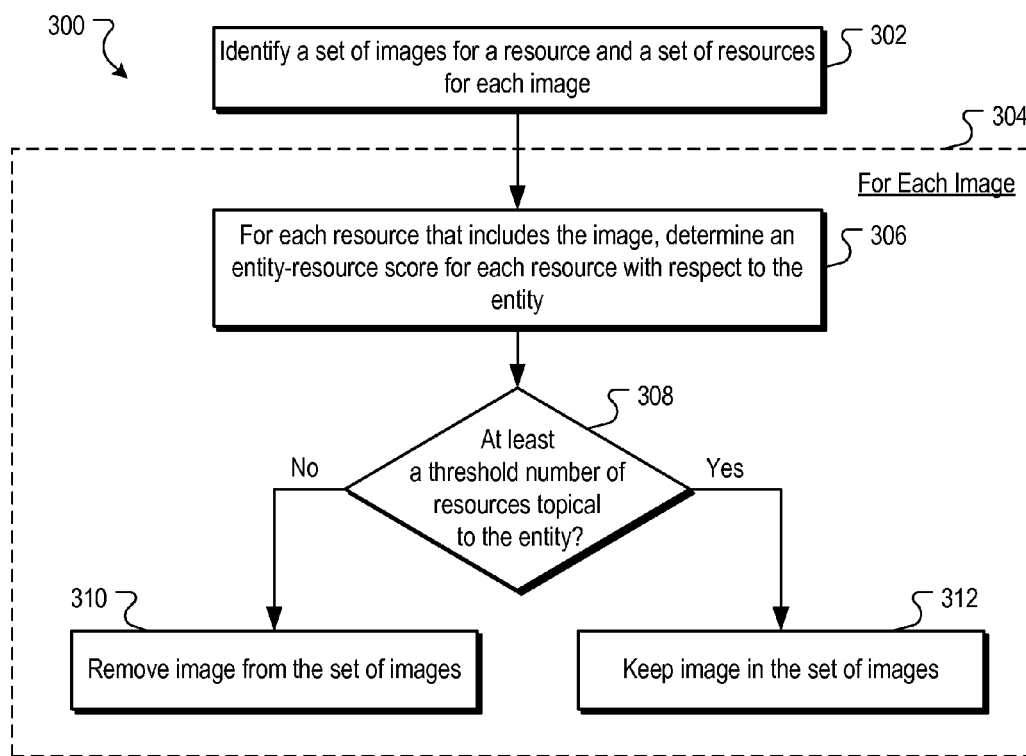 300
Identify a set of images for a resource and a set of resources
for each image
302
304
For Each Image
For each resource that includes the image, determine an
entity-resource score for each resource with respect to the
entity
306
308
At least
a threshold number of
resources topical
to the entity?
No
Yes
310
Remove image from the set of images
312
Keep image in the set of images